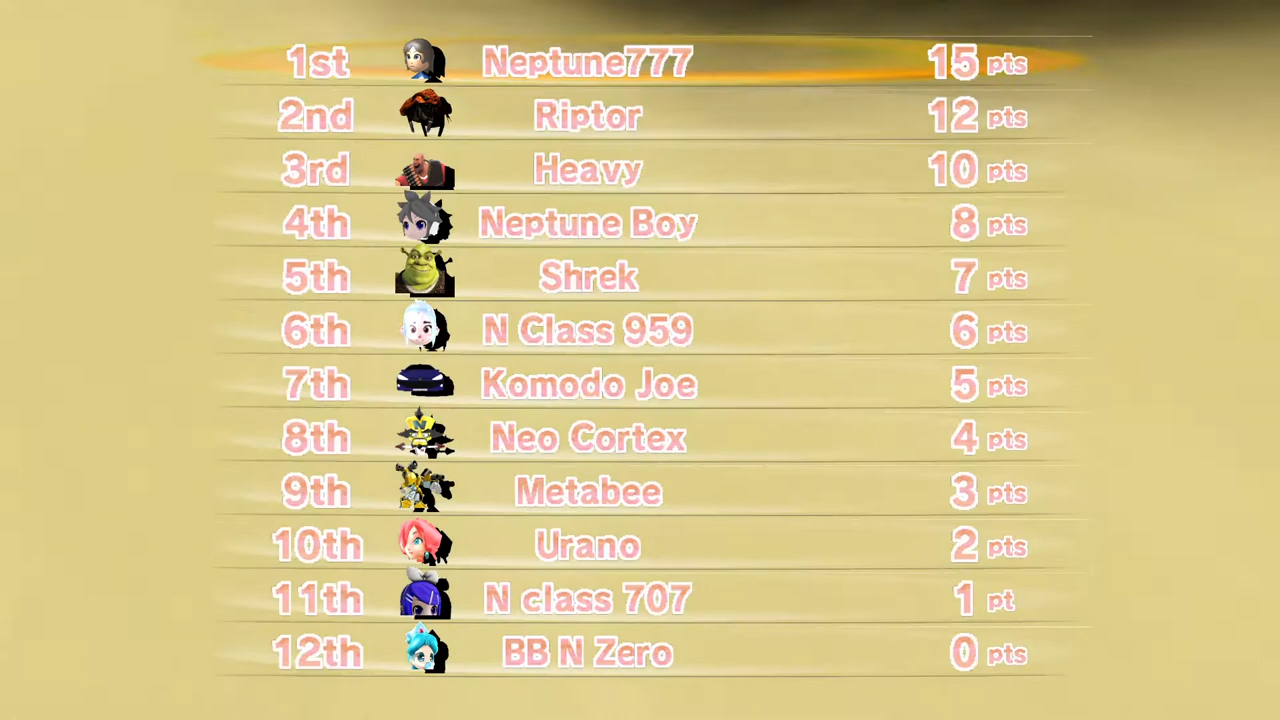 1st Neptune777 15 pts
2nd Riptor 12 pts
3rd Heavy 10 pts
4th Neptune Boy 8 pts
5th Shrek 7 pts
6th N Class 959 6 pts
7th Komodo Joe 5 pts
8th Neo Cortex 4 pts
9th Metabee 3 pts
10th Urano 2 pts
11th N class 707 1 pt
12th BB N Zero 0 pts